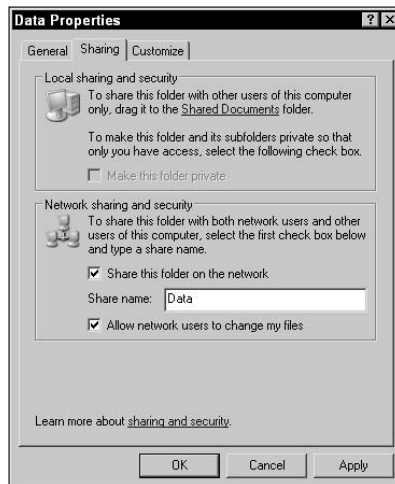 Data Properties
General Sharing Customize
Local sharing and security
To share this folder with other users of this computer
only, drag it to the Shared Documents folder.
To make this folder and its subfolders private so that
only you have access, select the following check box.
Make this folder private
Network sharing and security
To share this folder with both network users and other
users of this computer, select the first check box below
and type a share name.
Share this folder on the network
Share name: Data
Allow network users to change my files
Learn more about sharing and security.
OK Cancel Apply